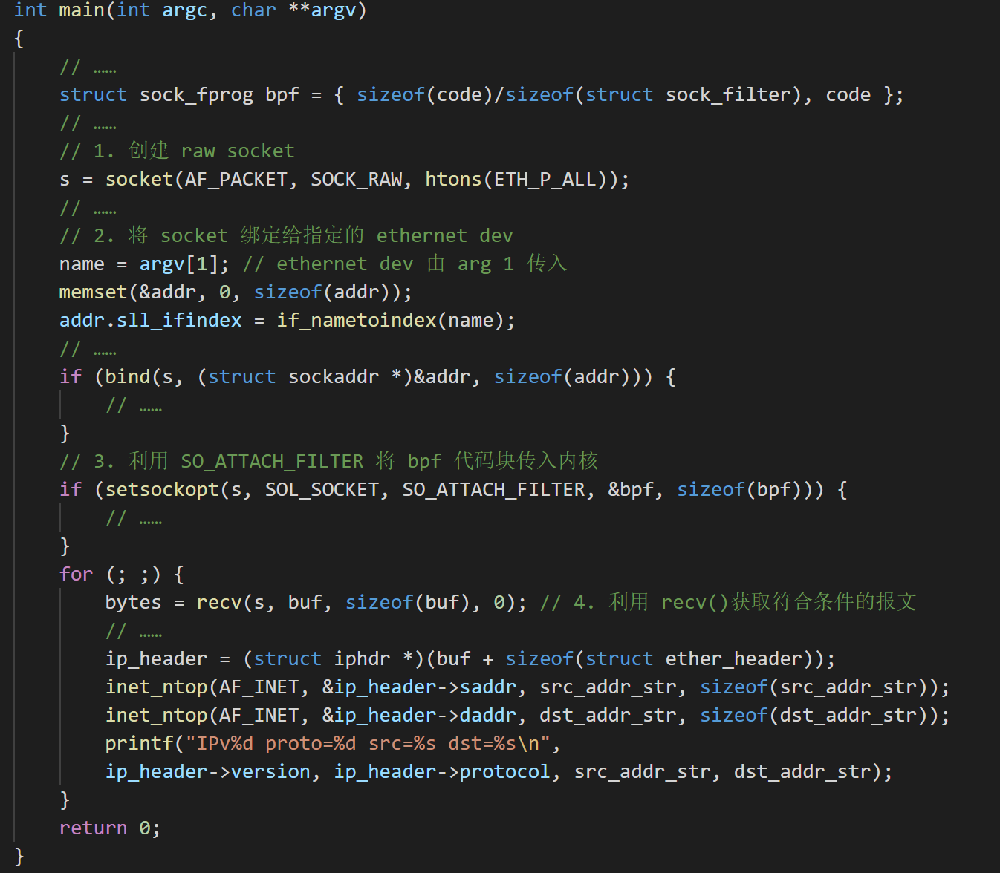 int main(int argc, char **argv)
{
    // ……
    struct sock_fprog bpf = { sizeof(code)/sizeof(struct sock_filter), code };
    // ……
    // 1. 创建 raw socket
    s = socket(AF_PACKET, SOCK_RAW, htons(ETH_P_ALL));
    // ……
    // 2. 将 socket 绑定给指定的 ethernet dev
    name = argv[1]; // ethernet dev 由 arg 1 传入
    memset(&addr, 0, sizeof(addr));
    addr.sll_ifindex = if_nametoindex(name);
    // ……
    if (bind(s, (struct sockaddr *)&addr, sizeof(addr))) {
        // ……
    }
    // 3. 利用 SO_ATTACH_FILTER 将 bpf 代码块传入内核
    if (setsockopt(s, SOL_SOCKET, SO_ATTACH_FILTER, &bpf, sizeof(bpf))) {
        // ……
    }
    for (; ;) {
        bytes = recv(s, buf, sizeof(buf), 0); // 4. 利用 recv()获取符合条件的报文
        // ……
        ip_header = (struct iphdr *)(buf + sizeof(struct ether_header));
        inet_ntop(AF_INET, &ip_header->saddr, src_addr_str, sizeof(src_addr_str));
        inet_ntop(AF_INET, &ip_header->daddr, dst_addr_str, sizeof(dst_addr_str));
        printf("IPv%d proto=%d src=%s dst=%s\n",
        ip_header->version, ip_header->protocol, src_addr_str, dst_addr_str);
    }
    return 0;
}